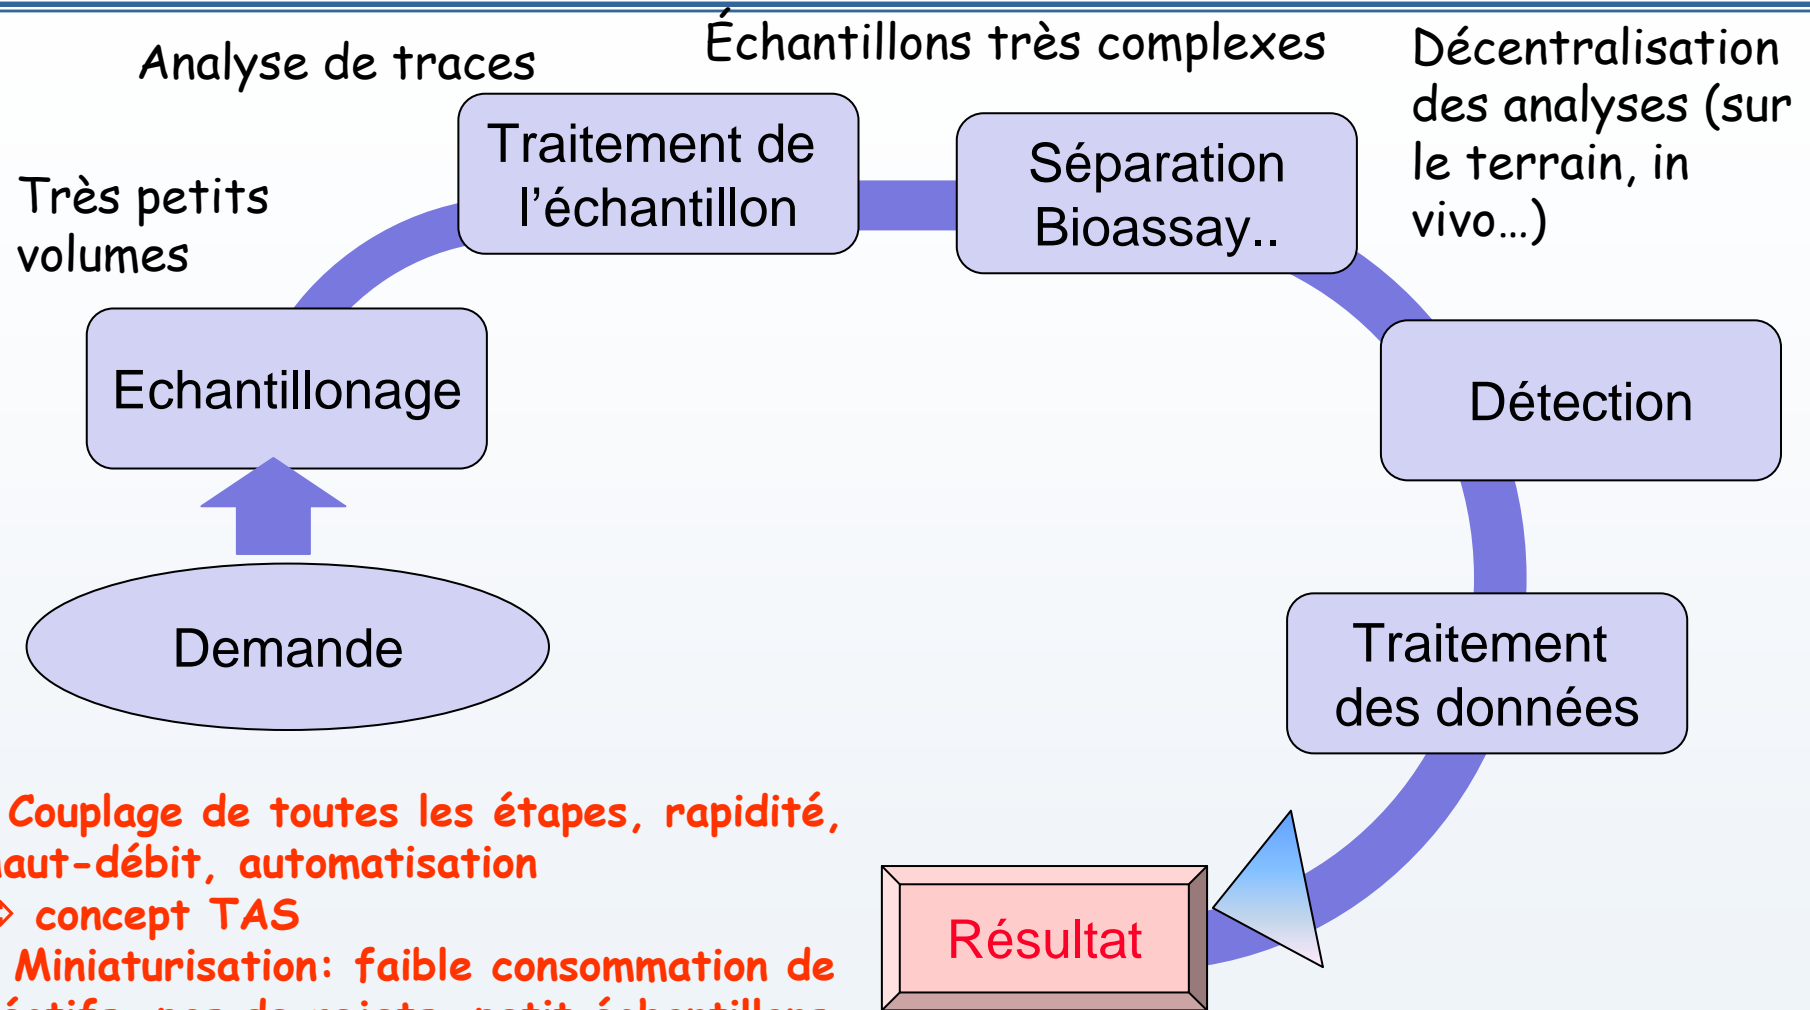 Analyse de traces
Échantillons très complexes
Décentralisation
des analyses (sur
le terrain, in
vivo…)
Très petits
volumes
Traitement de
l’échantillon
Séparation
Bioassay..
Echantillonage
Détection
Demande
Traitement
des données
Résultat
Couplage de toutes les étapes, rapidité,
haut-débit, automatisation
concept TAS
Miniaturisation: faible consommation de